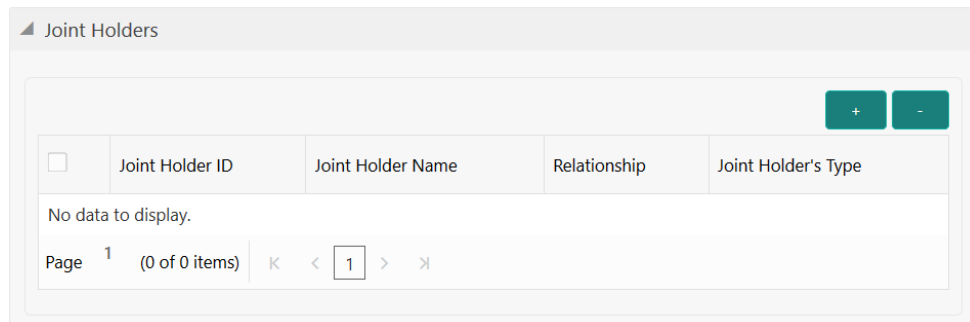 Joint Holders
+ -
Joint Holder ID Joint Holder Name Relationship Joint Holder's Type
No data to display.
Page 1 (0 of 0 items) 1